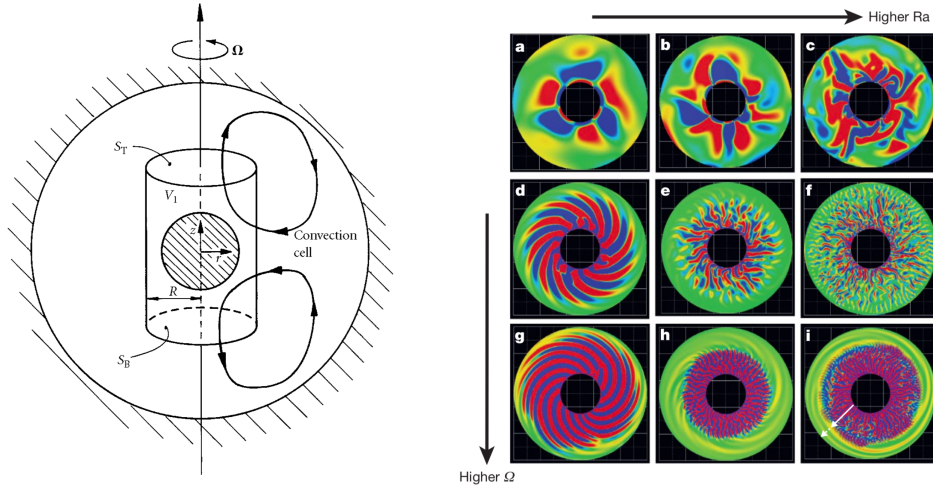 Ω
S_T
V_1
z
r
Convection
cell
R
S_B
Higher Ra
a
b
c
d
e
f
g
h
i
Higher Ω